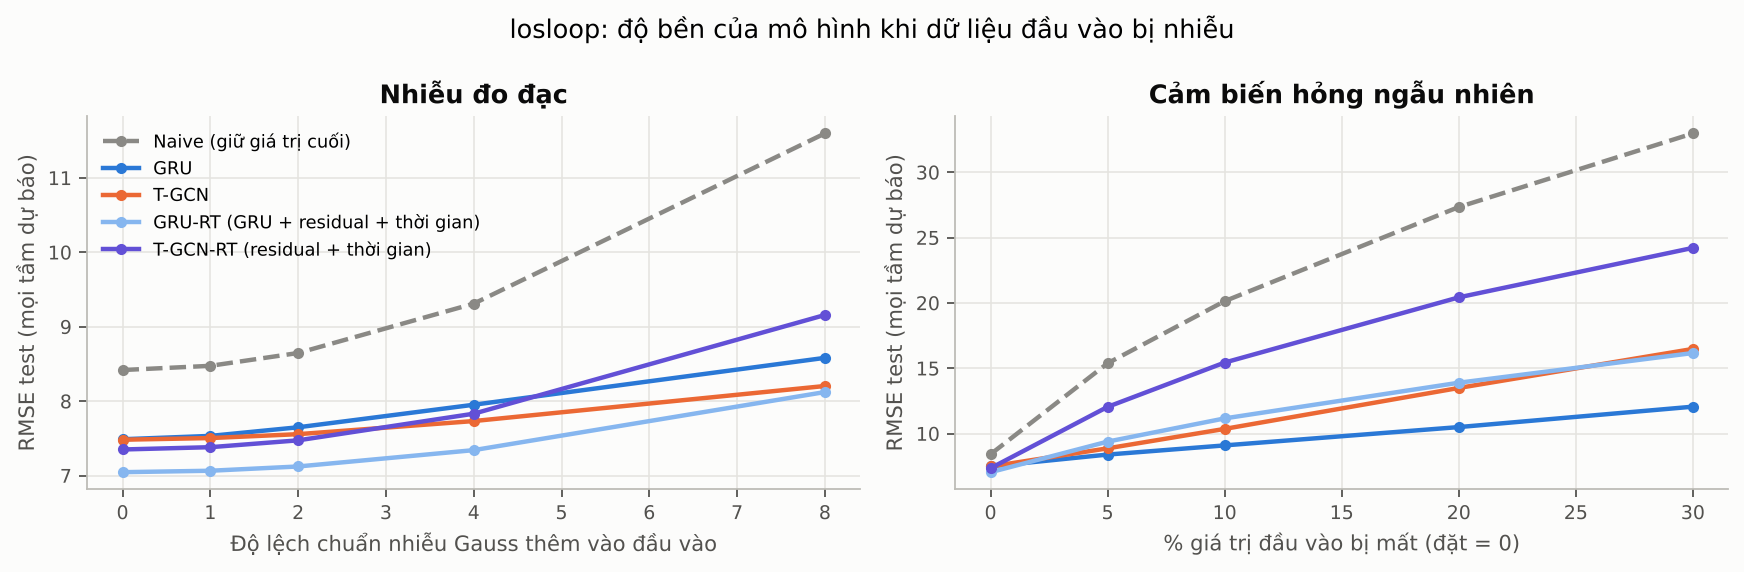 losloop: độ bền của mô hình khi dữ liệu đầu vào bị nhiễu
Nhiễu đo đạc
RMSE test (mọi tầm dự báo)
11
10
9
8
7
Naive (giữ giá trị cuối)
GRU
T-GCN
GRU-RT (GRU + residual + thời gian)
T-GCN-RT (residual + thời gian)
0 1 2 3 4 5 6 7 8
Độ lệch chuẩn nhiễu Gauss thêm vào đầu vào
Cảm biến hỏng ngẫu nhiên
RMSE test (mọi tầm dự báo)
30
25
20
15
10
0 5 10 15 20 25 30
% giá trị đầu vào bị mất (đặt = 0)